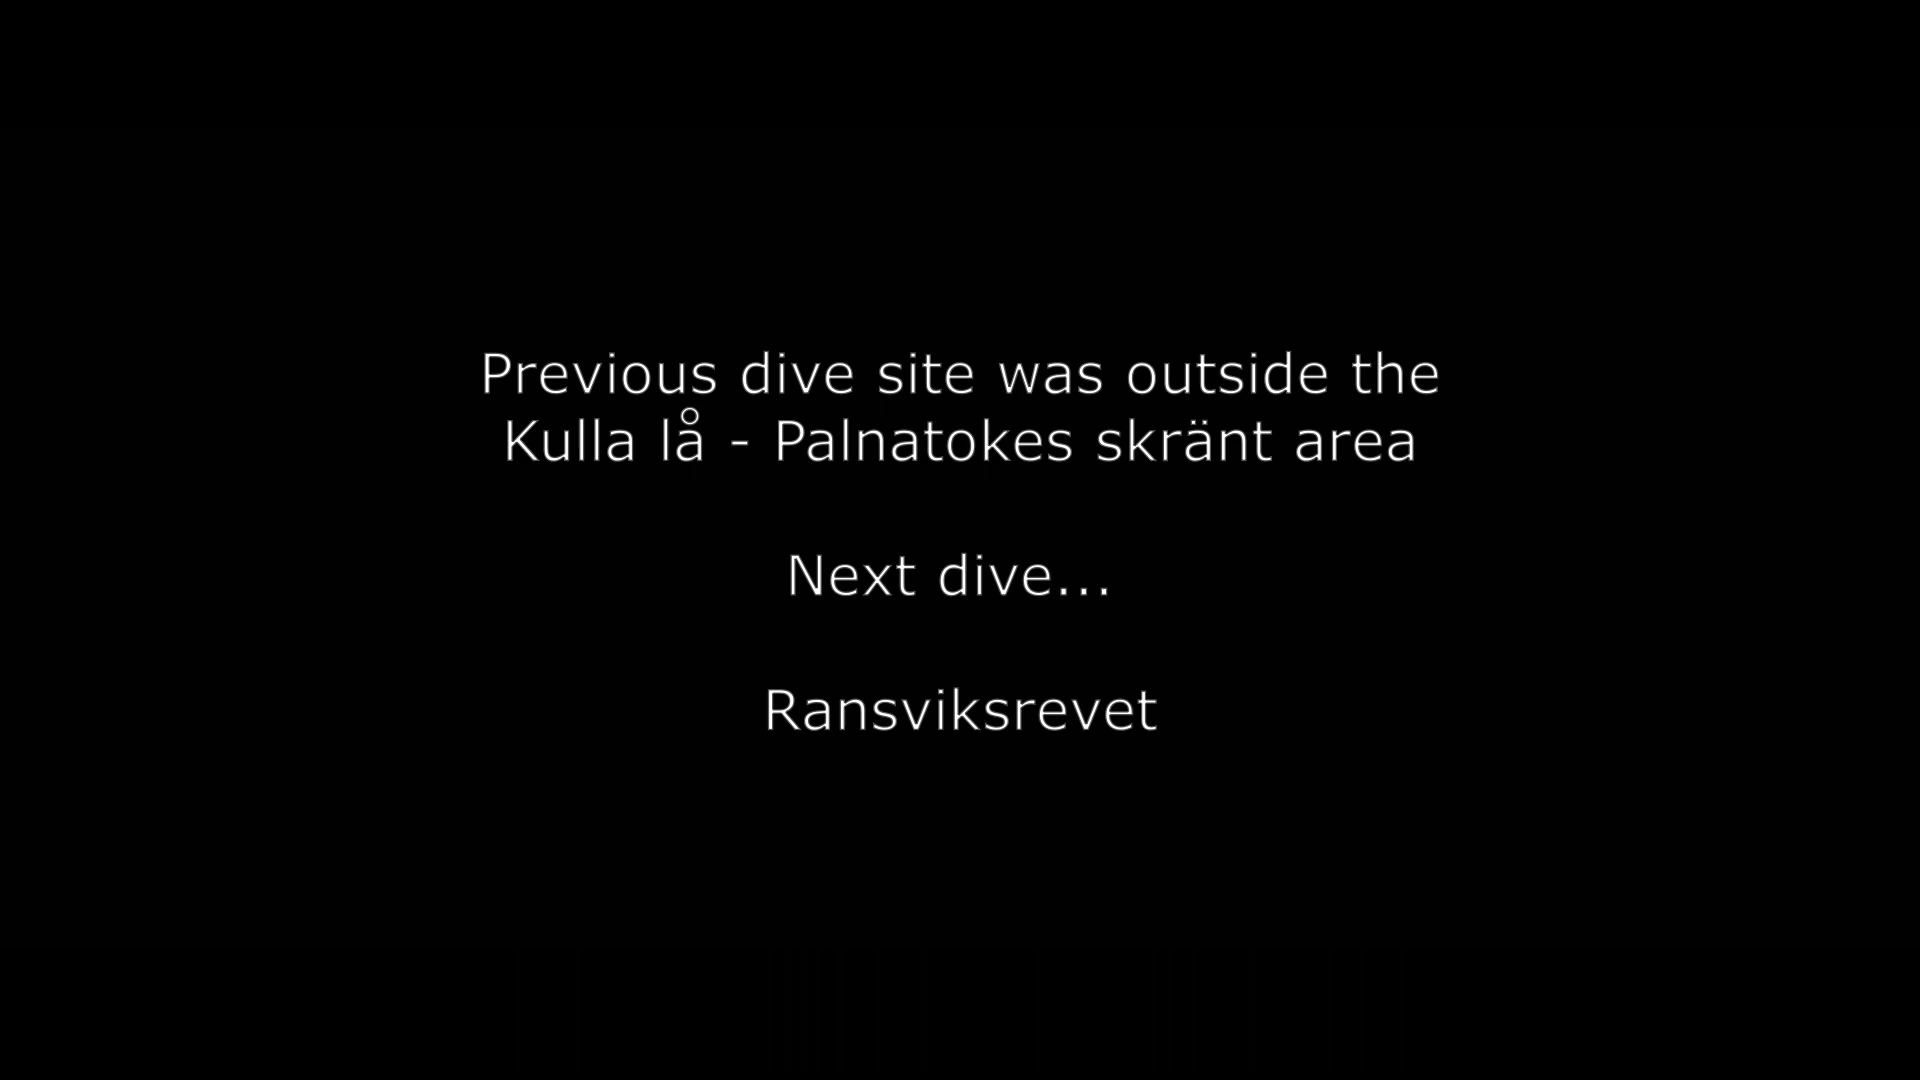 Previous dive site was outside the
Kulla lå - Palnatokes skränt area
Next dive...
Ransviksrevet